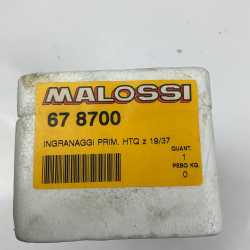 MALOSSI
67 8700
INGRANAGGI PRIM. HTQ z 19/37
QUANT.
1
PESO KG.
0